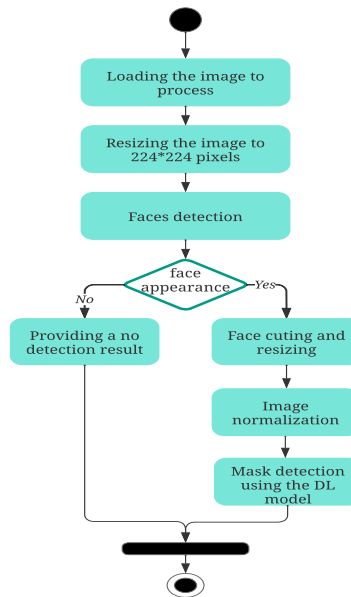 Loading the image to
process
Resizing the image to
224*224 pixels
Faces detection
face
appearance
No
Yes
Providing a no
detection result
Face cuting and
resizing
Image
normalization
Mask detection
using the DL
model